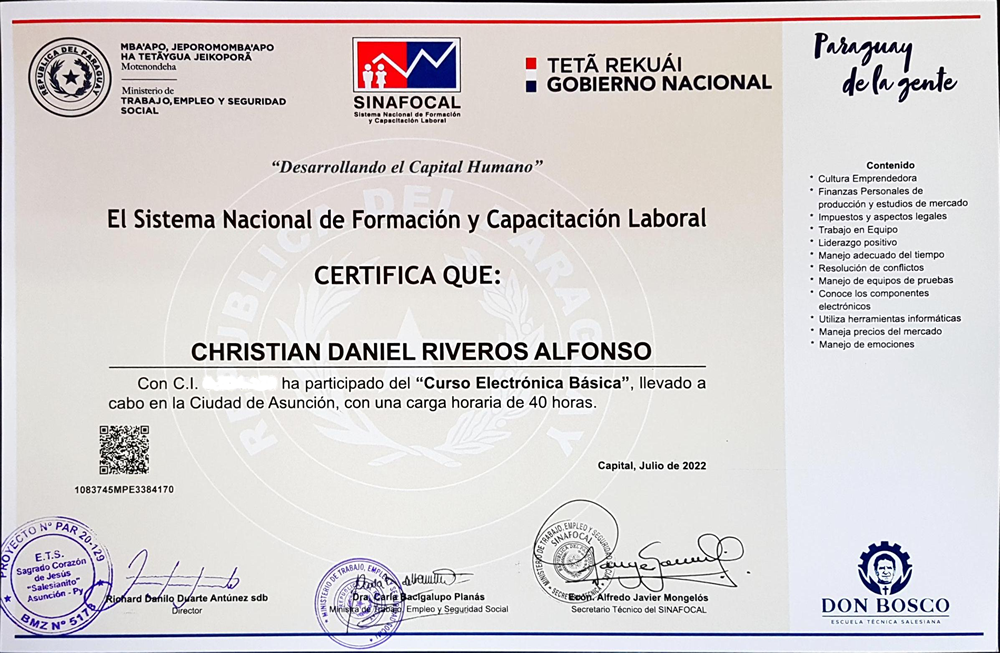 REPUBLICA DEL PARAGUAY
MBA'APO, JEPOROMOMBA'APO
HA TETÃYGUA JEIKOPORÃ
Motenondeha
Ministerio de
TRABAJO, EMPLEO Y SEGURIDAD
SOCIAL
SINAFOCAL
Sistema Nacional de Formación
y Capacitación Laboral
TETÃ REKUÁI
GOBIERNO NACIONAL
Paraguay
de la gente
“Desarrollando el Capital Humano”
El Sistema Nacional de Formación y Capacitación Laboral
CERTIFICA QUE:
REPUBLICA DEL PARAGUAY
CHRISTIAN DANIEL RIVEROS ALFONSO
Con C.I. ha participado del “Curso Electrónica Básica”, llevado a
cabo en la Ciudad de Asunción, con una carga horaria de 40 horas.
1083745MPE3384170
Capital, Julio de 2022
PROYECTO Nº PAR 20-129
E.T.S.
Sagrado Corazón
de Jesús
"Salesianito"
Asunción - Py
BMZ Nº 5178
Richard Danilo Duarte Antúnez sdb
Director
MINISTERIO DE TRABAJO, EMPLEO Y SEGURIDAD SOCIAL
Dra. Carla Bacigalupo Planás
Ministra de Trabajo, Empleo y Seguridad Social
MINISTERIO DE TRABAJO, EMPLEO Y SEGURIDAD
SINAFOCAL
Econ. Alfredo Javier Mongelós
Secretario Técnico del SINAFOCAL
Contenido
* Cultura Emprendedora
* Finanzas Personales de
producción y estudios de mercado
* Impuestos y aspectos legales
* Trabajo en Equipo
* Liderazgo positivo
* Manejo adecuado del tiempo
* Resolución de conflictos
* Manejo de equipos de pruebas
* Conoce los componentes
electrónicos
* Utiliza herramientas informáticas
* Maneja precios del mercado
* Manejo de emociones
DON BOSCO
ESCUELA TÉCNICA SALESIANA